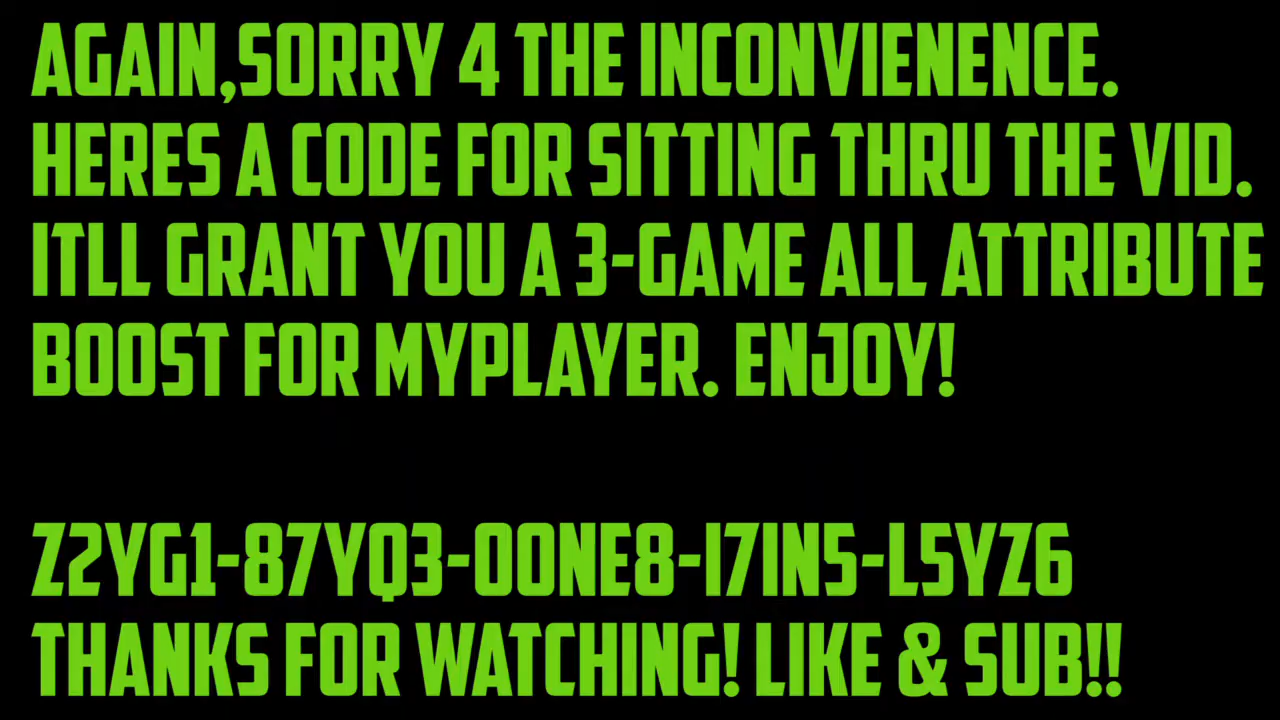 AGAIN,SORRY 4 THE INCONVIENENCE.
HERES A CODE FOR SITTING THRU THE VID.
ITLL GRANT YOU A 3-GAME ALL ATTRIBUTE
BOOST FOR MYPLAYER. ENJOY!
Z2YG1-87YQ3-OONE8-I7IN5-L5YZ6
THANKS FOR WATCHING! LIKE & SUB!!